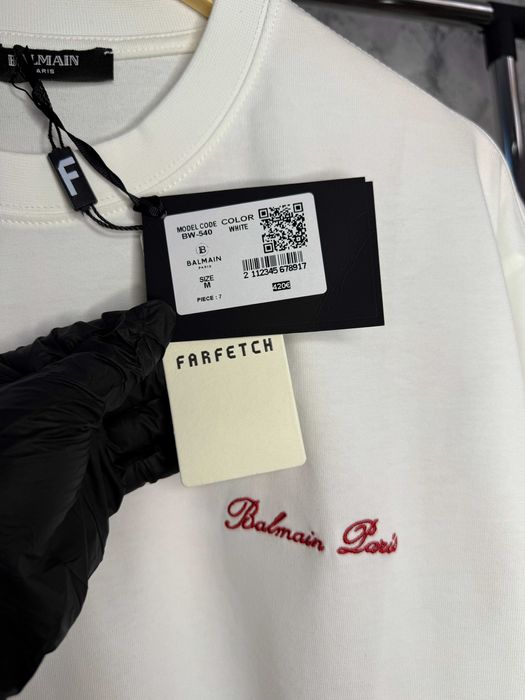 BALMAIN
PARIS
F
MODEL CODE
BW-540
COLOR
WHITE
B
BALMAIN
PARIS
SIZE
M
PIECE : 7
2 112345 678917
420€
FARFETCH
Balmain Paris